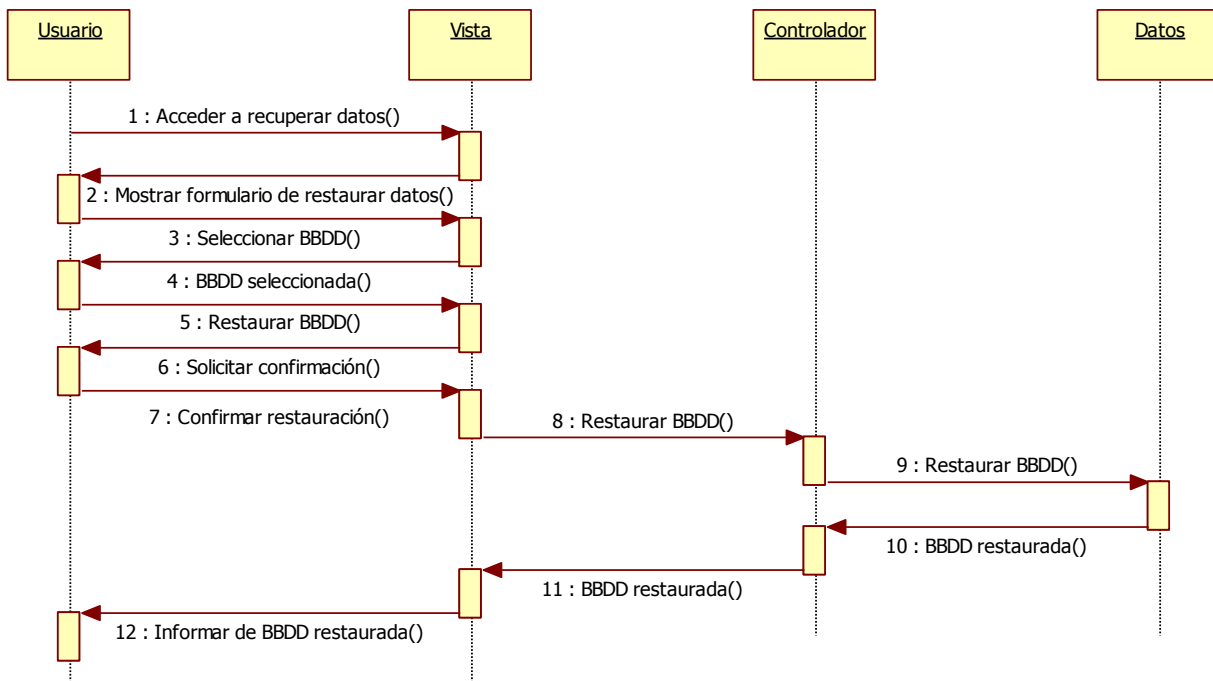 Usuario
Vista
Controlador
Datos
1 : Acceder a recuperar datos()
2 : Mostrar formulario de restaurar datos()
3 : Seleccionar BBDD()
4 : BBDD seleccionada()
5 : Restaurar BBDD()
6 : Solicitar confirmación()
7 : Confirmar restauración()
8 : Restaurar BBDD()
9 : Restaurar BBDD()
10 : BBDD restaurada()
11 : BBDD restaurada()
12 : Informar de BBDD restaurada()